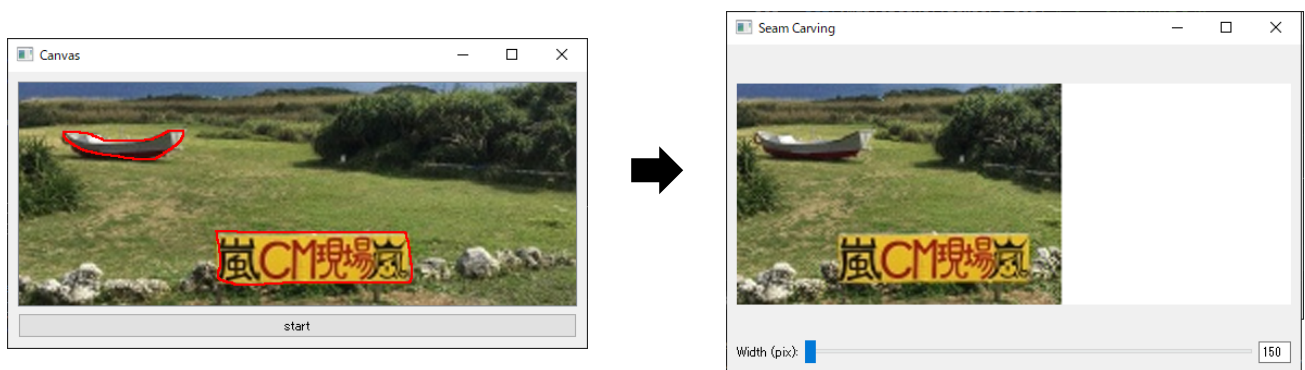 Canvas
嵐CM現場嵐
start
Seam Carving
嵐CM現場嵐
Width (pix):
150